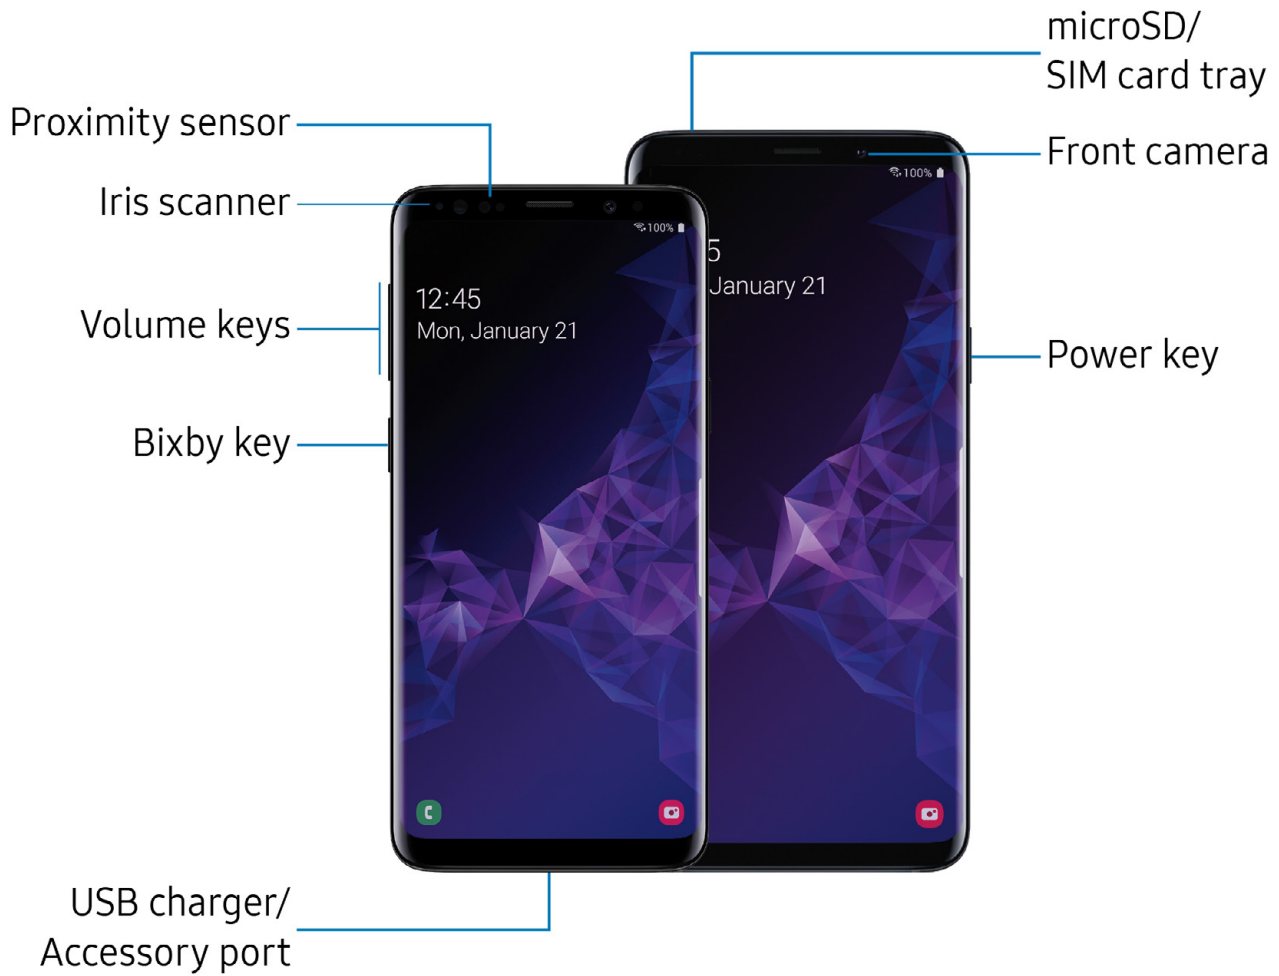 microSD/
SIM card tray
Proximity sensor
Front camera
Iris scanner
100%
100%
5
January 21
12:45
Mon, January 21
Volume keys
Power key
Bixby key
USB charger/
Accessory port